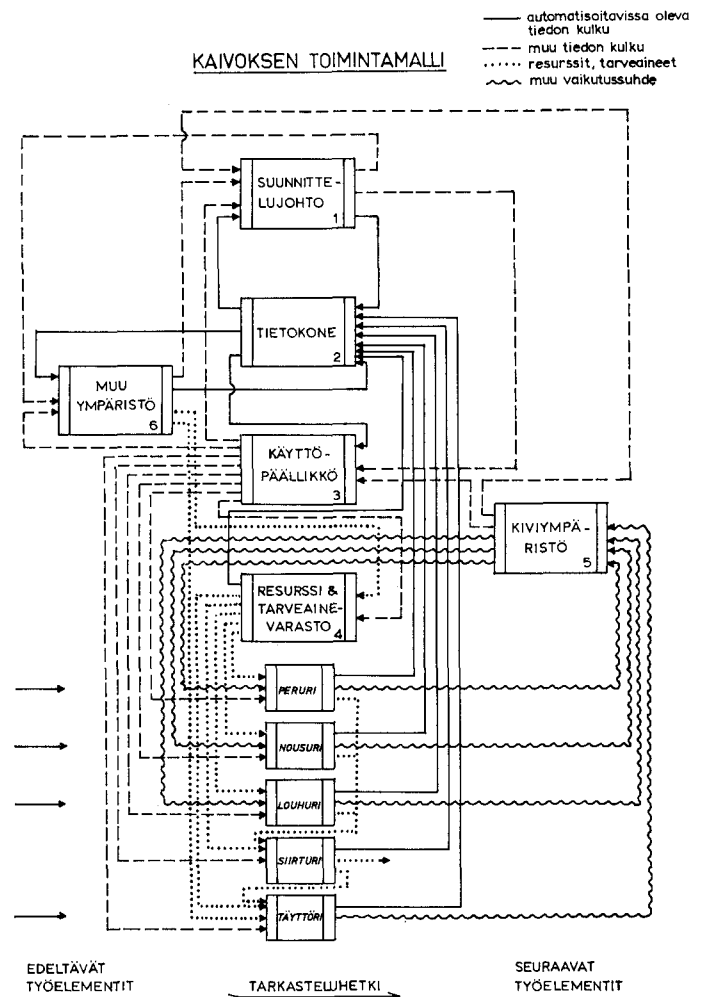 automatisoitavissa oleva
tiedon kulku
muu tiedon kulku
resurssit, tarveaineet
muu vaikutussuhde
KAIVOKSEN TOIMINTAMALLI
SUUNNITTE-
LUJOHTO
1
TIETOKONE
2
MUU
YMPÄRISTÖ
6
KÄYTTÖ-
PÄÄLLIKKÖ
3
KIVIYMPÄ-
RISTÖ
5
RESURSSI &
TARVEAINE-
VARASTO
4
PERURI
NOUSURI
LOUHURI
SIIRTURI
TÄYTTÖRI
EDELTÄVÄT
TYÖELEMENTIT
TARKASTELUHETKI
SEURAAVAT
TYÖELEMENTIT